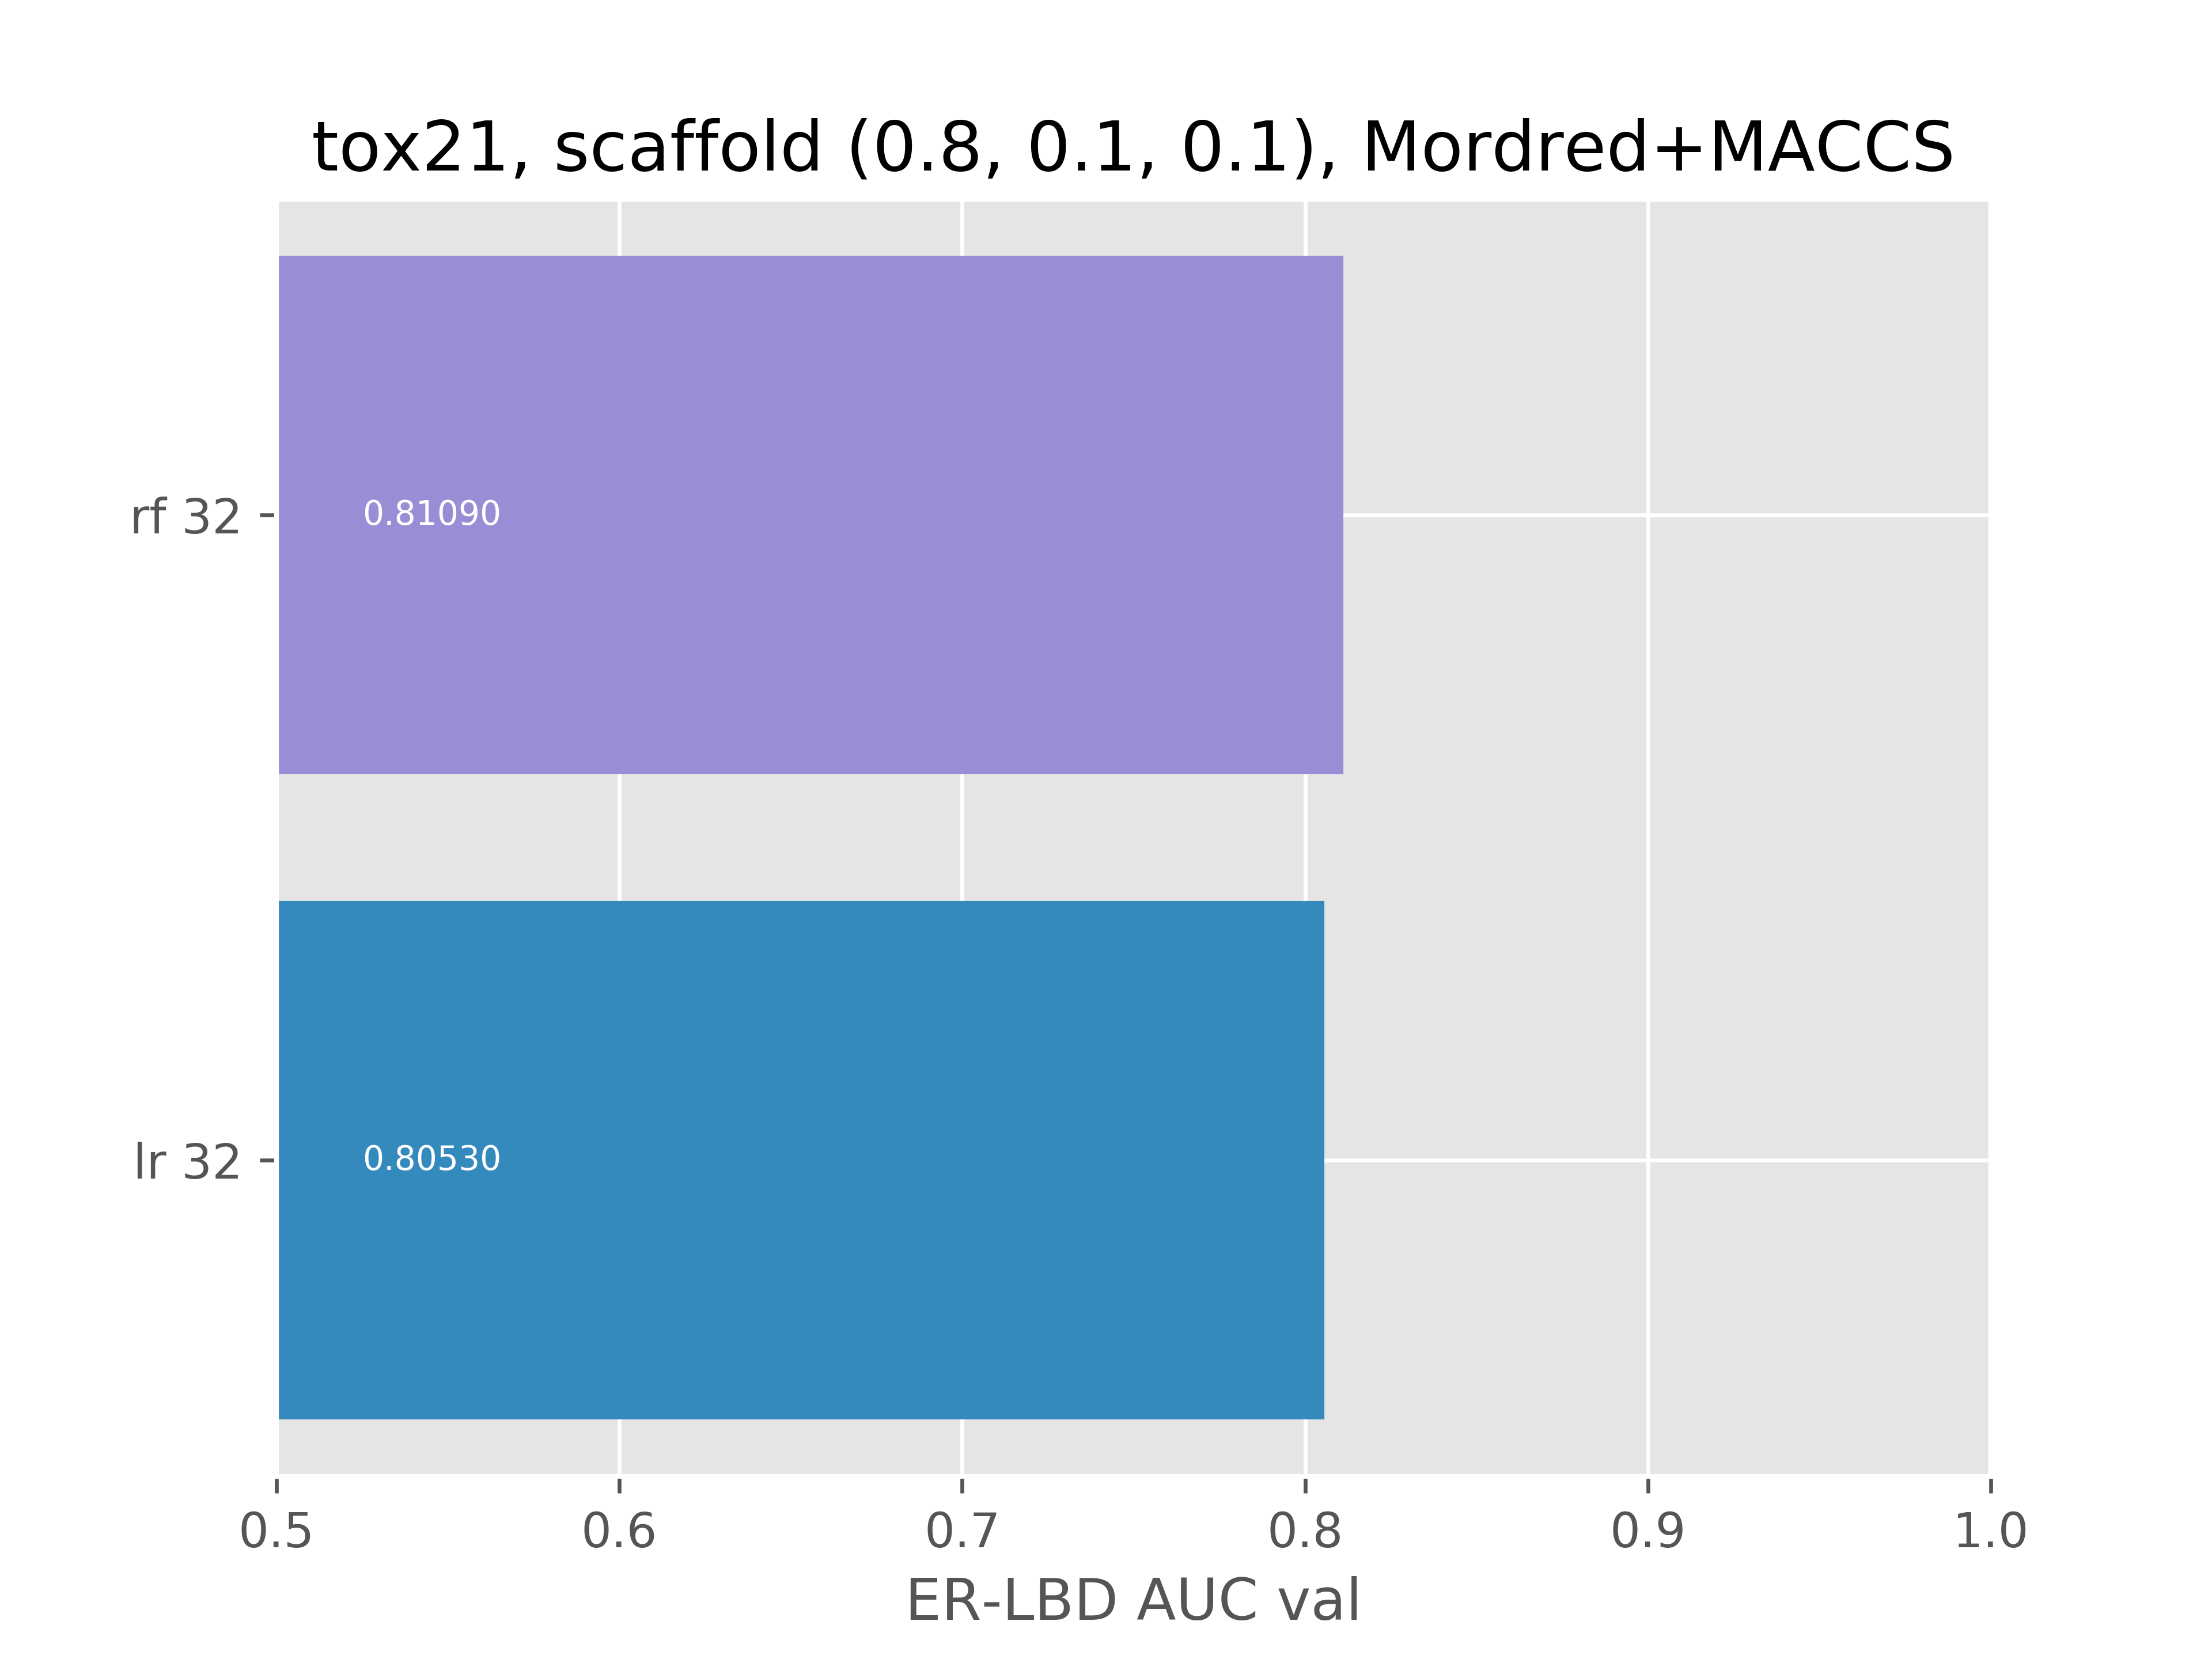 tox21, scaffold (0.8, 0.1, 0.1), Mordred+MACCS
rf 32
0.81090
lr 32
0.80530
0.5 0.6 0.7 0.8 0.9 1.0
ER-LBD AUC val